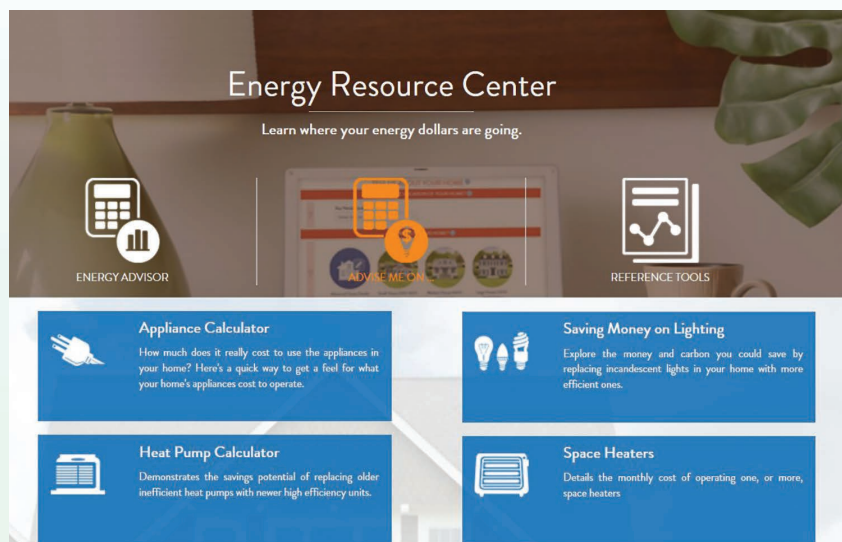 Energy Resource Center
Learn where your energy dollars are going.
ENERGY ADVISOR
ADVISE ME ON ...
REFERENCE TOOLS
Appliance Calculator
How much does it really cost to use the appliances in
your home? Here's a quick way to get a feel for what
your home's appliances cost to operate.
Saving Money on Lighting
Explore the money and carbon you could save by
replacing incandescent lights in your home with more
efficient ones.
Heat Pump Calculator
Demonstrates the savings potential of replacing older
inefficient heat pumps with newer high efficiency units.
Space Heaters
Details the monthly cost of operating one, or more,
space heaters